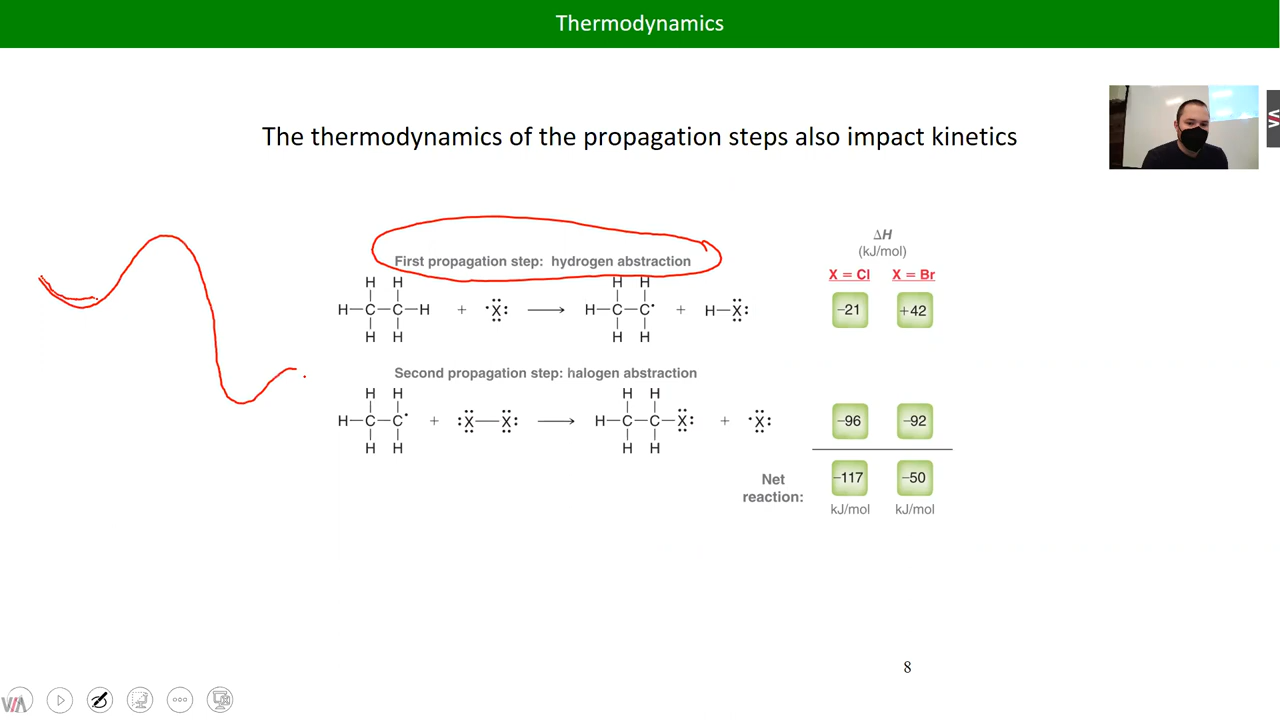 Thermodynamics
The thermodynamics of the propagation steps also impact kinetics
ΔH
(kJ/mol)
First propagation step: hydrogen abstraction
X = Cl X = Br
H H H H
H—C—C—H + ·X: ⟶ H—C—C· + H—X: −21 +42
H H H H
Second propagation step: halogen abstraction
H H H H
H—C—C· + :X—X: ⟶ H—C—C—X: + ·X: −96 −92
H H H H
Net −117 −50
reaction:
kJ/mol kJ/mol
8
VIA